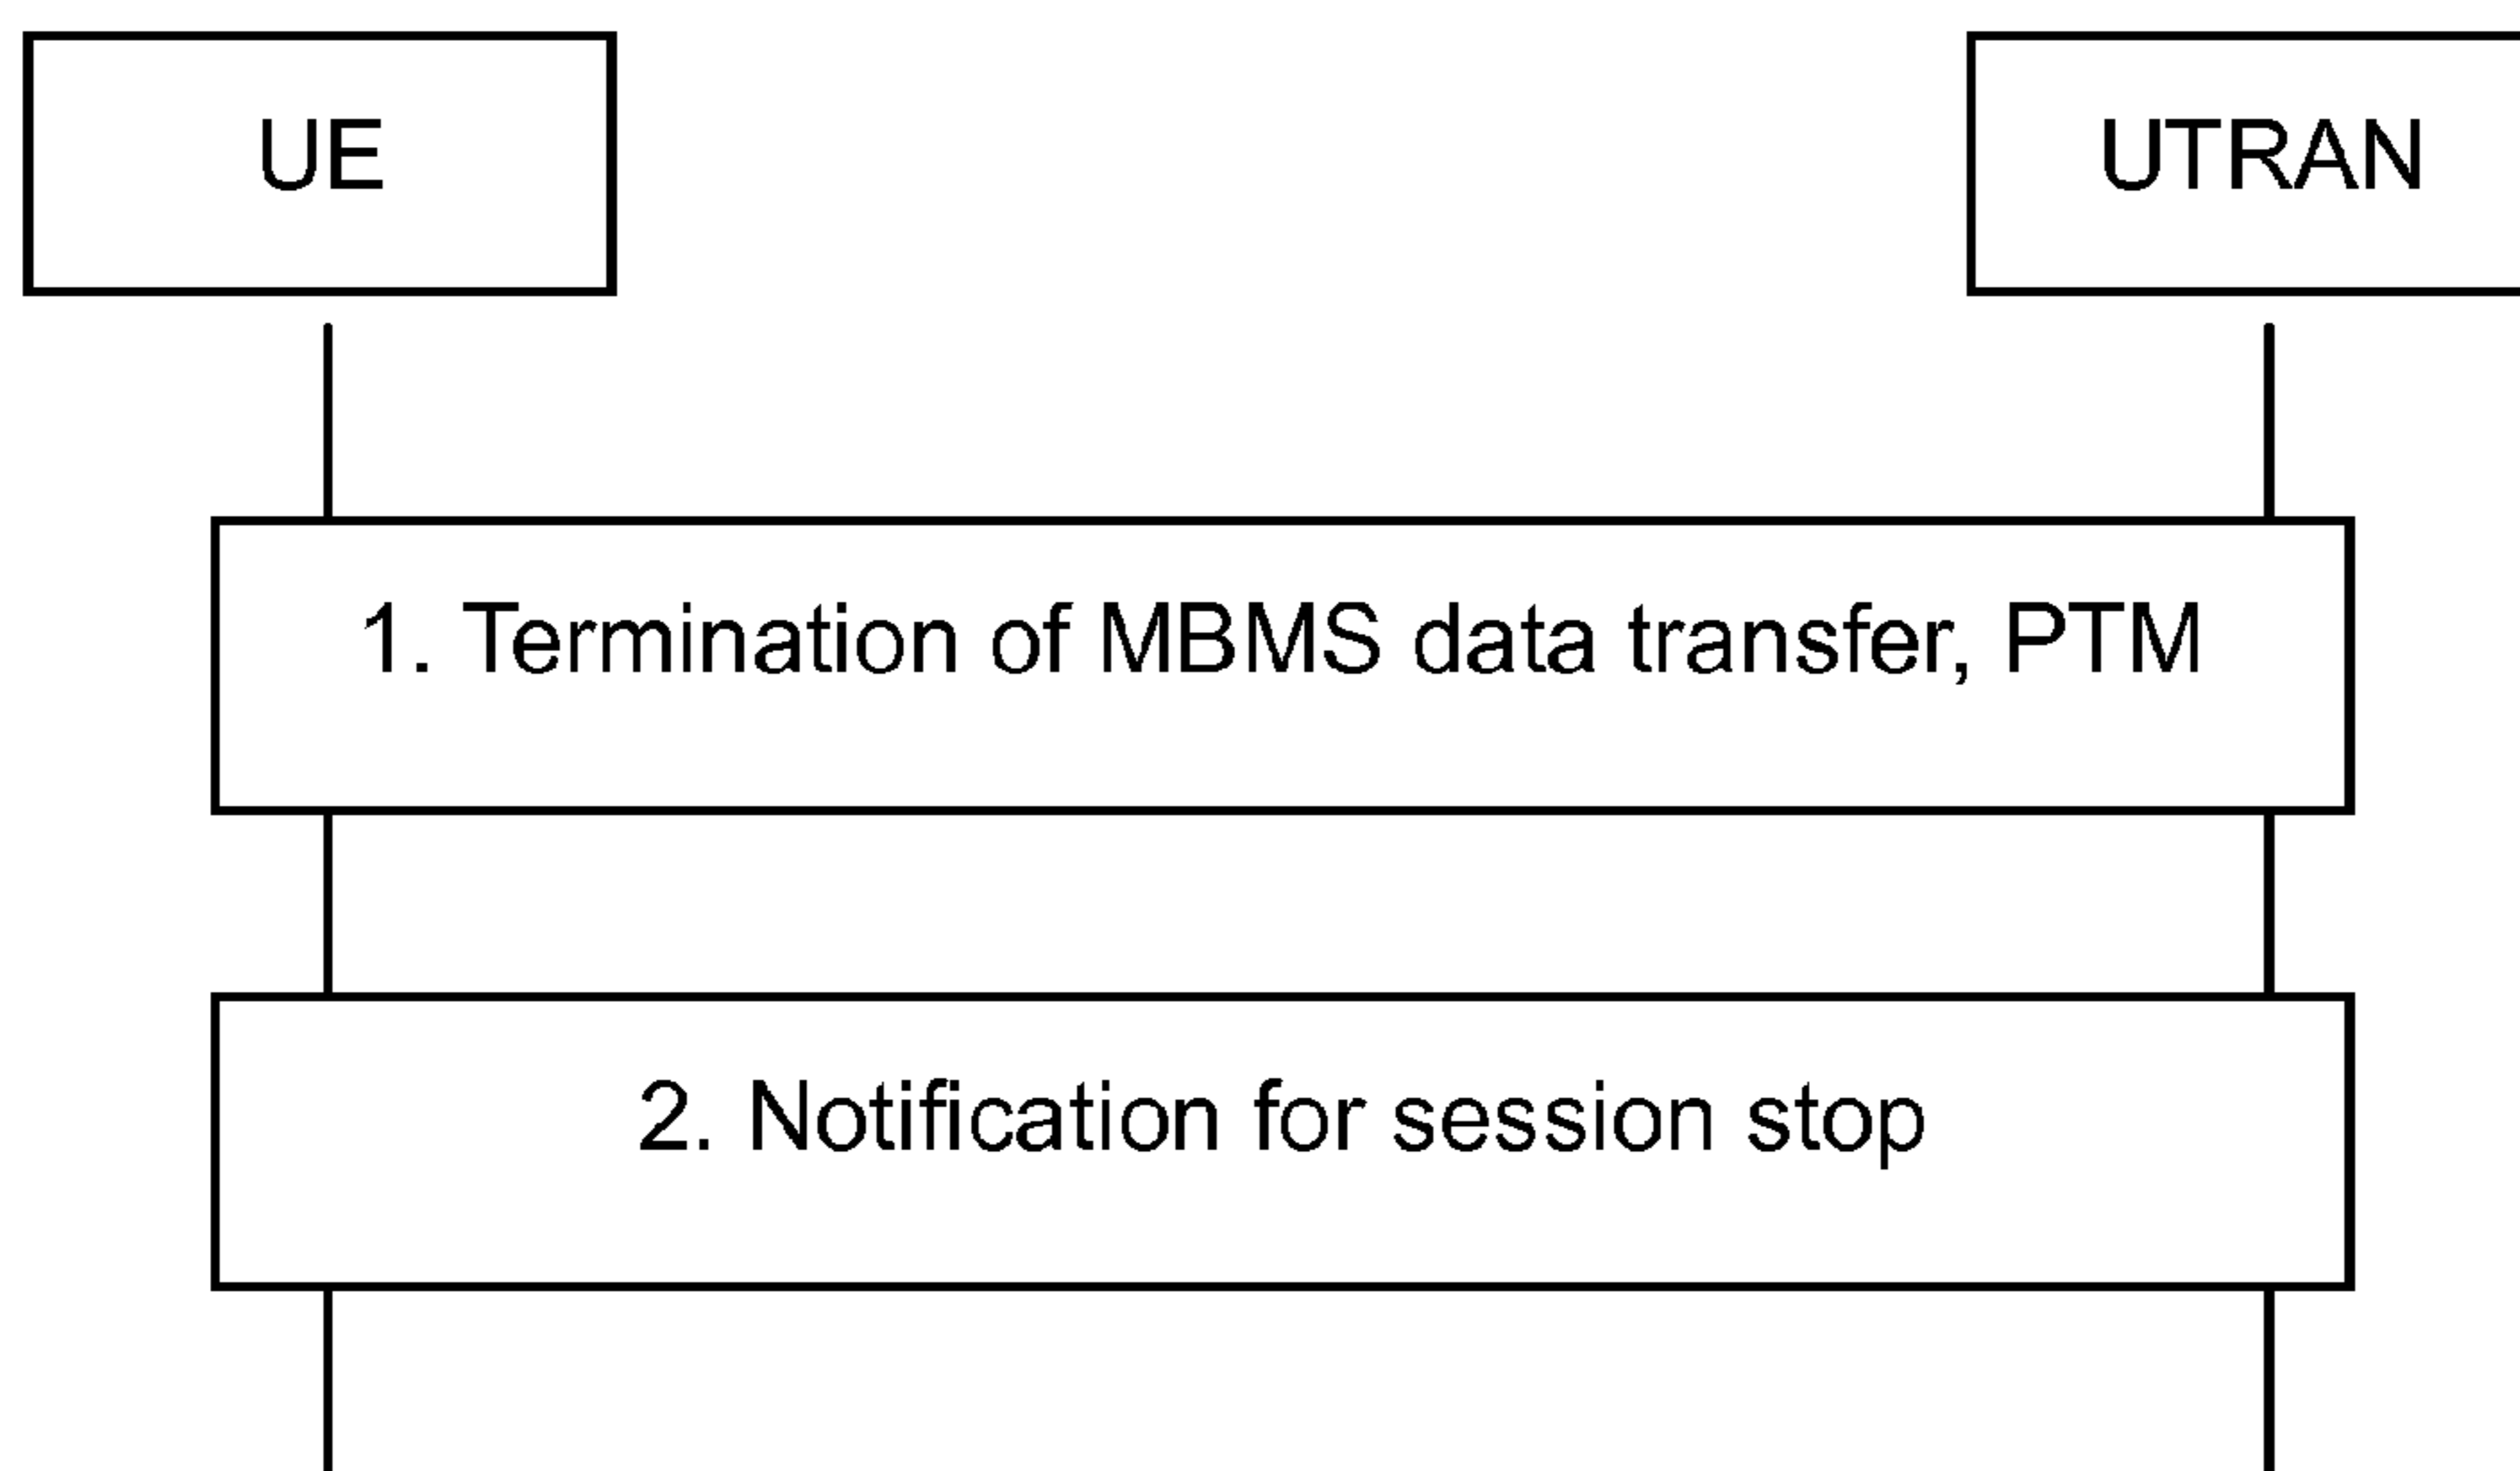 UE
UTRAN
1. Termination of MBMS data transfer, PTM
2. Notification for session stop